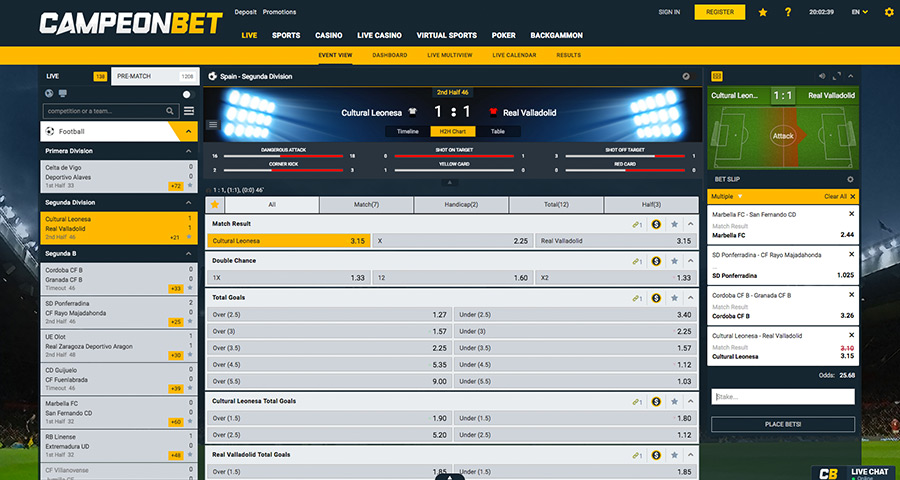 CAMPEONBET
Deposit Promotions
SIGN IN REGISTER ? 20:02:39 EN
LIVE SPORTS CASINO LIVE CASINO VIRTUAL SPORTS POKER BACKGAMMON
EVENT VIEW DASHBOARD LIVE MULTIVIEW LIVE CALENDAR RESULTS
LIVE 138 PRE-MATCH 1208
competition or a team...
Football
Primera Division
Celta de Vigo 0
Deportivo Alaves 0
1st Half 33 +72
Segunda Division
Cultural Leonesa 1
Real Valladolid 1
2nd Half 46 +21
Segunda B
Cordoba CF B 0
Granada CF B 0
Timeout 46 +33
SD Ponferradina 2
CF Rayo Majadahonda 0
2nd Half 46 +25
UE Olot 1
Real Zaragoza Deportivo Aragon 1
2nd Half 48 +30
CD Guijuelo 0
CF Fuenlabrada 0
Timeout 46 +39
Marbella FC 0
San Fernando CD 0
1st Half 32 +60
RB Linense 1
Extremadura UD 0
1st Half 32 +48
CF Villanovense 0
Spain - Segunda Division
2nd Half 46
Cultural Leonesa 1 : 1 Real Valladolid
Timeline H2H Chart Table
DANGEROUS ATTACK SHOT ON TARGET SHOT OFF TARGET
16 18 0 1 3 1
CORNER KICK YELLOW CARD RED CARD
2 3 1 1 0 0
1 : 1, (1:1), (0:0) 46'
All Match(7) Handicap(2) Total(12) Half(3)
Match Result 1
Cultural Leonesa 3.15 X 2.25 Real Valladolid 3.15
Double Chance 1
1X 1.33 12 1.60 X2 1.33
Total Goals 1
Over (2.5) 1.27 Under (2.5) 3.40
Over (3) 1.57 Under (3) 2.25
Over (3.5) 2.25 Under (3.5) 1.57
Over (4.5) 5.35 Under (4.5) 1.12
Over (5.5) 9.00 Under (5.5) 1.03
Cultural Leonesa Total Goals 1
Over (1.5) 1.90 Under (1.5) 1.80
Over (2.5) 5.20 Under (2.5) 1.12
Real Valladolid Total Goals 1
Over (1.5) 1.85 Under (1.5) 1.85
Cultural Leon... 1:1 Real Valladolid
Attack
BET SLIP
Multiple Clear All
Marbella FC - San Fernando CD
Match Result
Marbella FC 2.44
SD Ponferradina - CF Rayo Majadahonda
...
SD Ponferradina 1.025
Cordoba CF B - Granada CF B
Match Result
Cordoba CF B 3.26
Cultural Leonesa - Real Valladolid
Match Result 3.10
Cultural Leonesa 3.15
Odds: 25.68
Stake...
PLACE BETS!
CB LIVE CHAT
Online